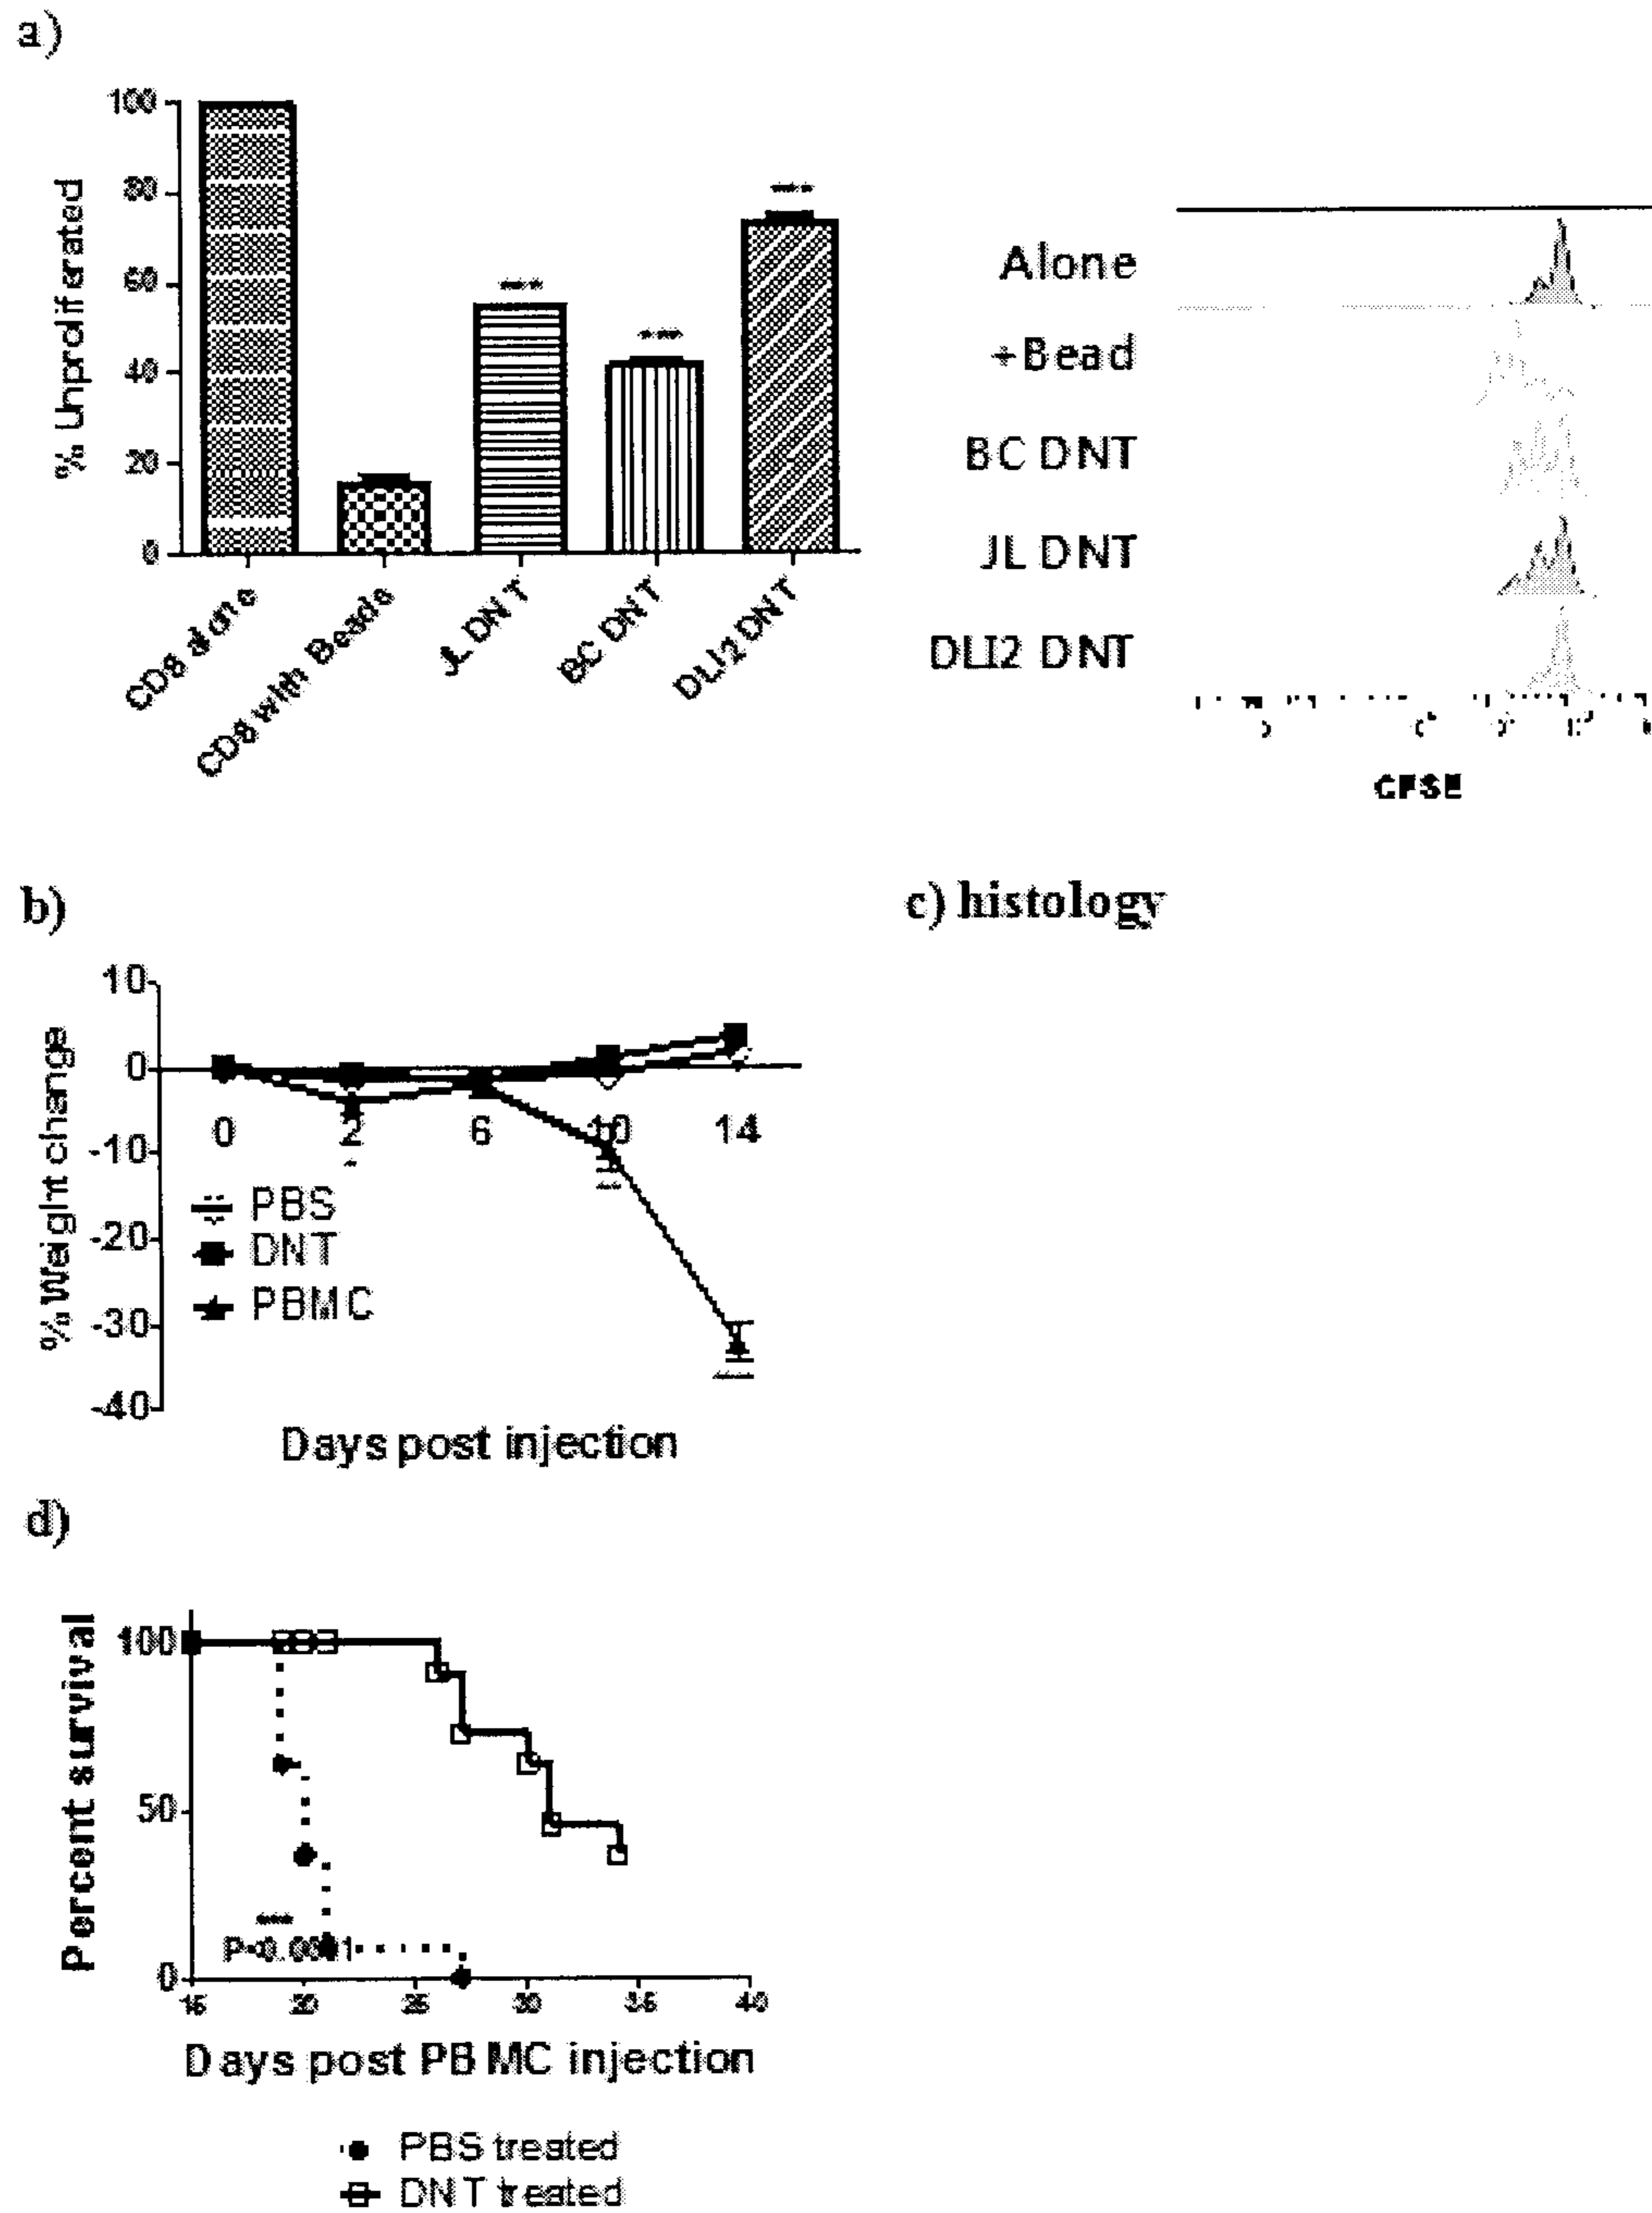 a)
% Unproliferated
100
80
60
40
20
0
CD8 alone
CD8 with Beads
JL DNT
BC DNT
DLI2 DNT
Alone
+Bead
BC DNT
JL DNT
DLI2 DNT
CFSE
b)
% Weight change
10
0
-10
-20
-30
-40
0
2
6
10
14
PBS
DNT
PBMC
Days post injection
c) histology
d)
Percent survival
100
50
0
15
20
25
30
35
40
Days post PBMC injection
PBS treated
DNT treated